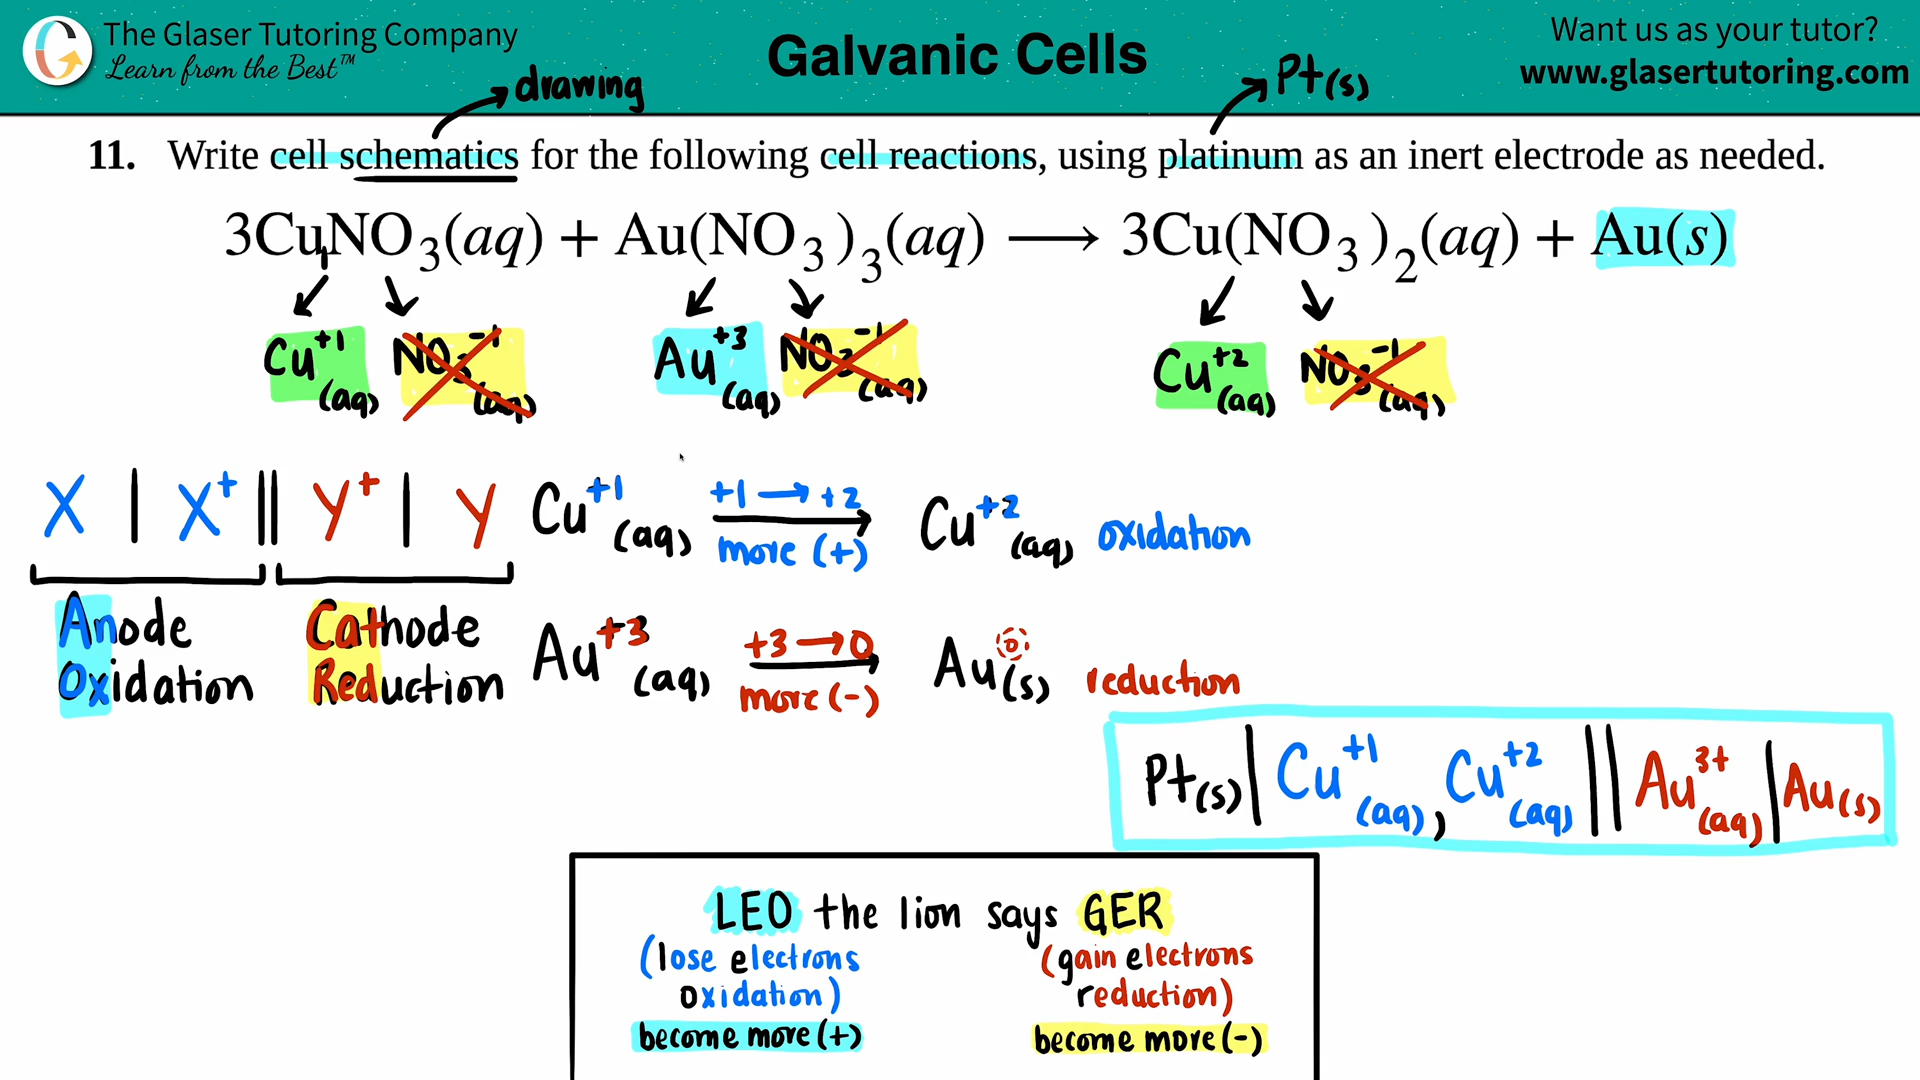 The Glaser Tutoring Company
Learn from the Best™
Galvanic Cells
Want us as your tutor?
www.glasertutoring.com
drawing
Pt(s)
11. Write cell schematics for the following cell reactions, using platinum as an inert electrode as needed.
3CuNO₃(aq) + Au(NO₃)₃(aq) ⟶ 3Cu(NO₃)₂(aq) + Au(s)
1
Cu⁺¹(aq) NO₃⁻¹(aq) Au⁺³(aq) NO₃⁻¹(aq) Cu⁺²(aq) NO₃⁻¹(aq)
X | X⁺ || Y⁺ | Y
Anode
Oxidation
Cathode
Reduction
Cu⁺¹(aq) +1 → +2 Cu⁺²(aq) oxidation
more (+)
Au⁺³(aq) +3 → 0 Au⁰(s) reduction
more (-)
Pt(s) | Cu⁺¹(aq), Cu⁺²(aq) || Au³⁺(aq) | Au(s)
LEO the lion says GER
(lose electrons
oxidation)
become more (+)
(gain electrons
reduction)
become more (-)